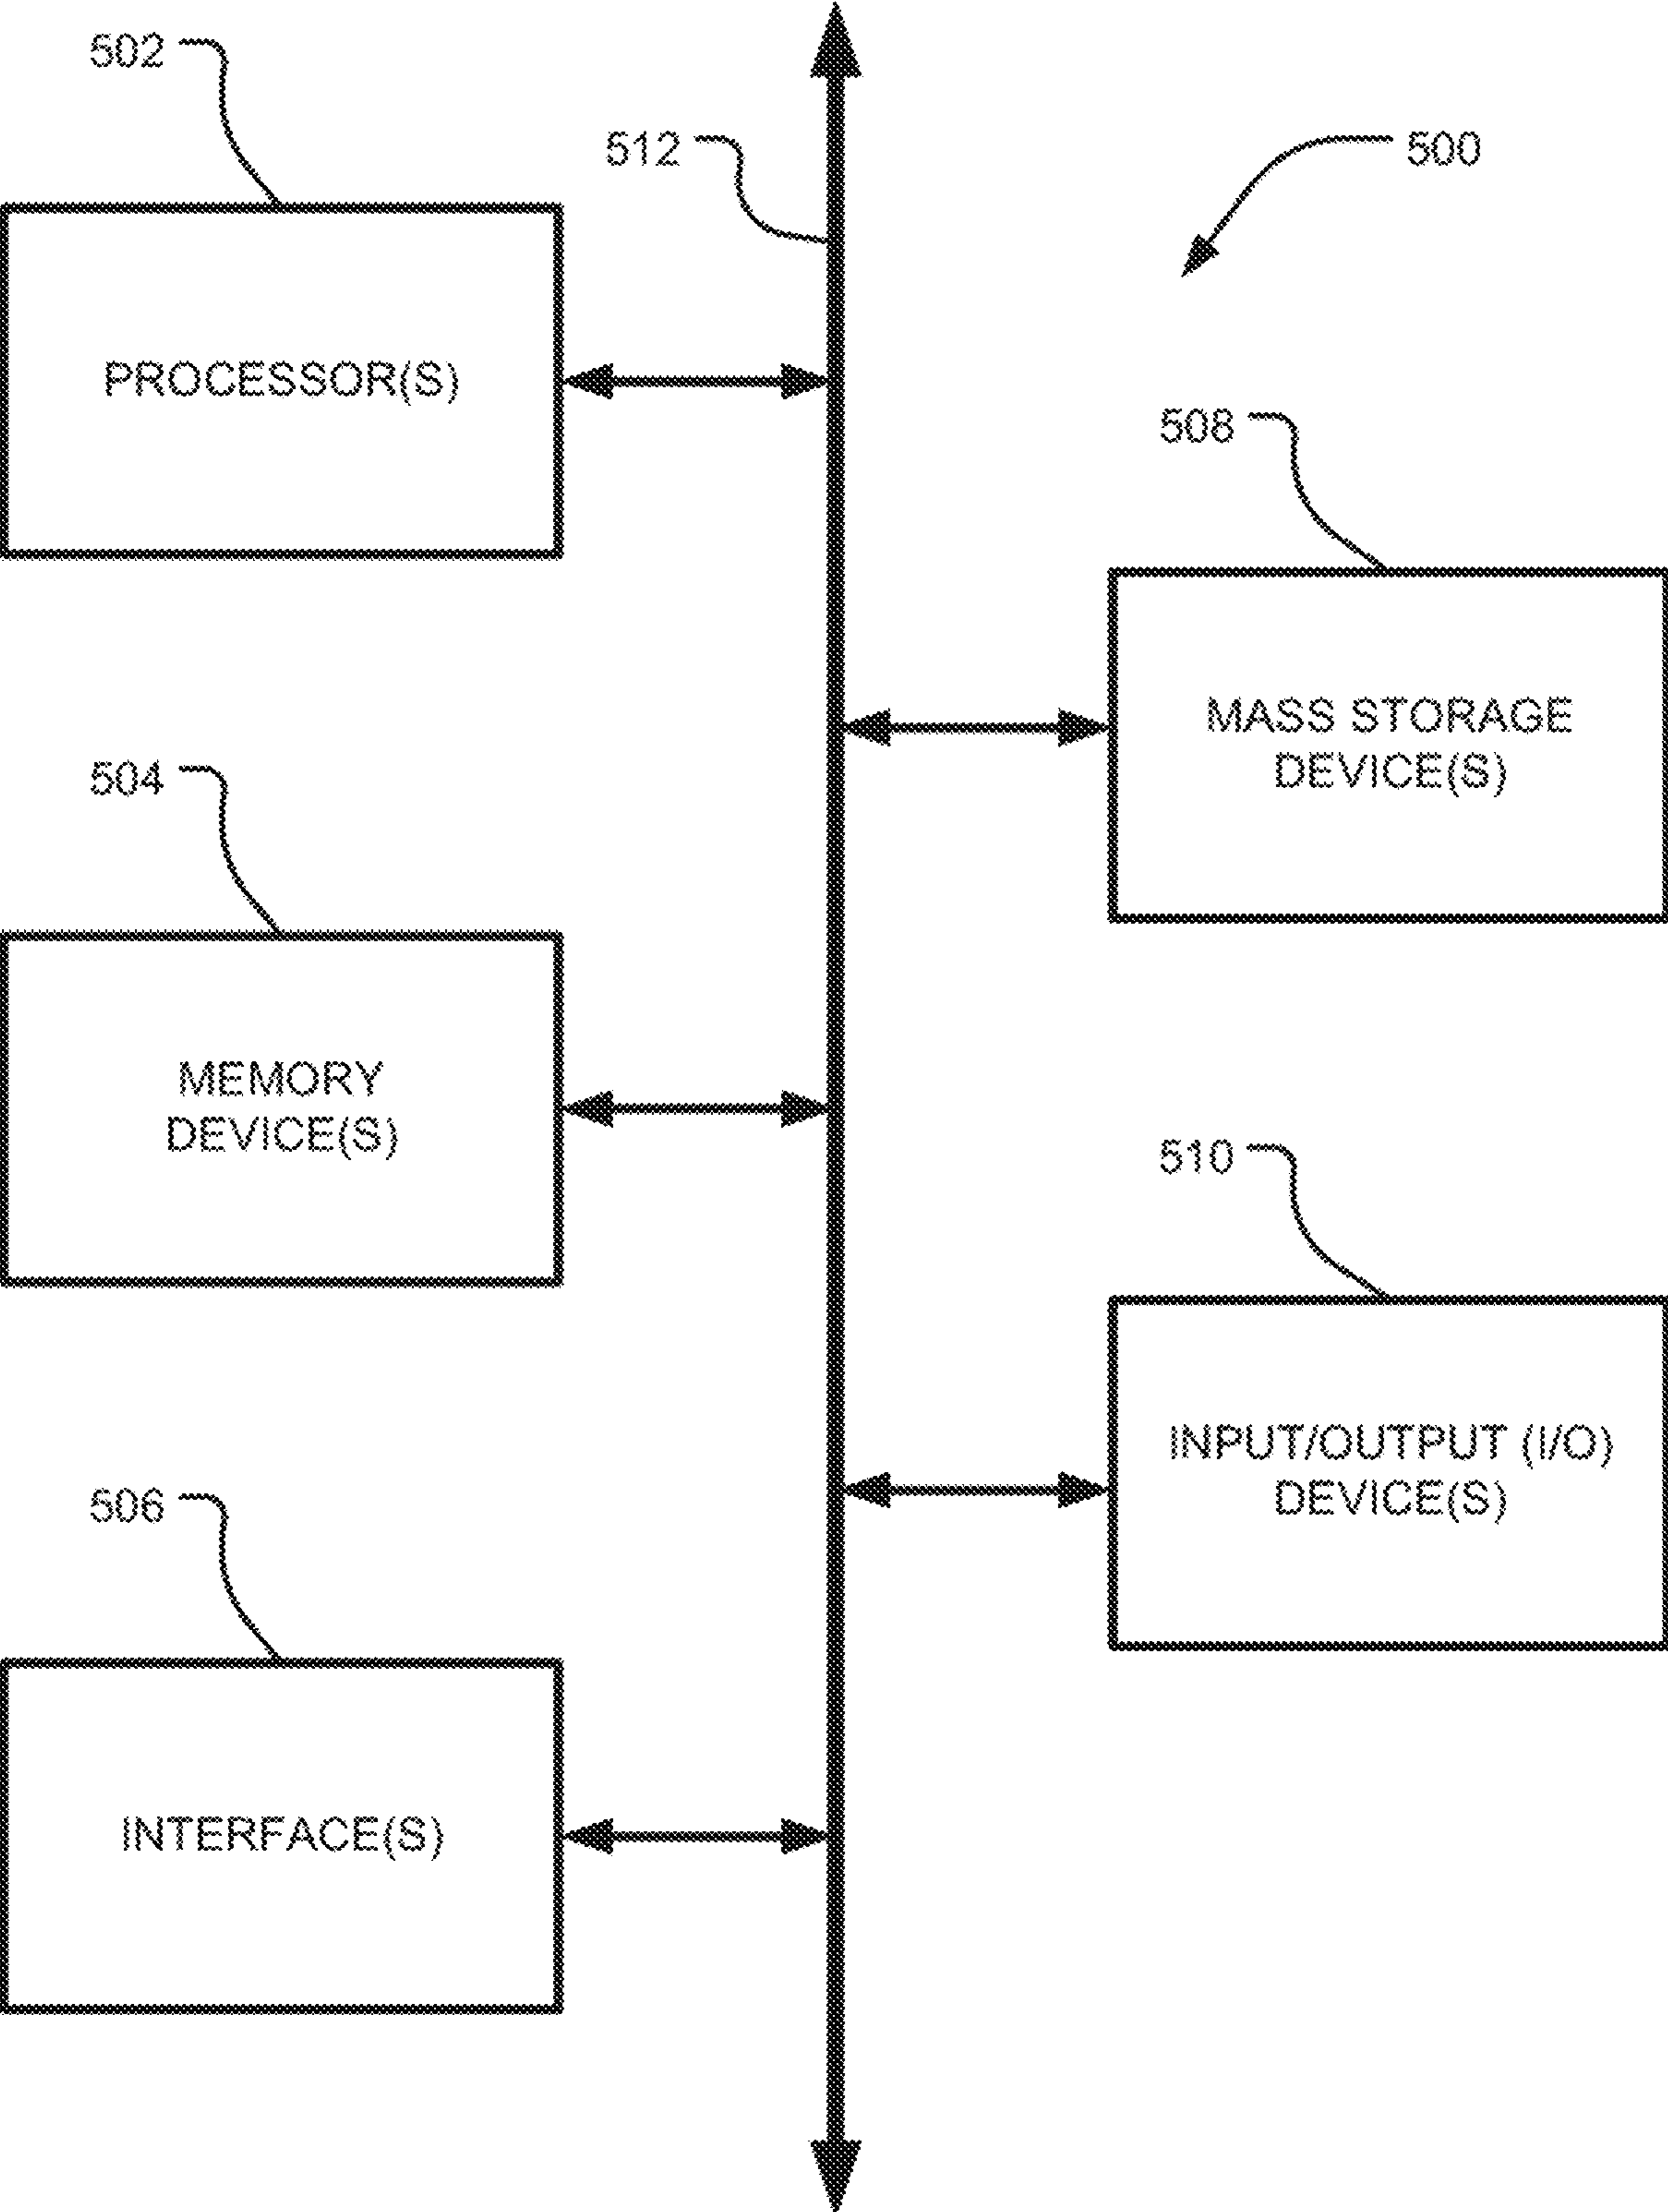 502
512
500
PROCESSOR(S)
508
MASS STORAGE
DEVICE(S)
504
MEMORY
DEVICE(S)
510
INPUT/OUTPUT (I/O)
DEVICE(S)
506
INTERFACE(S)